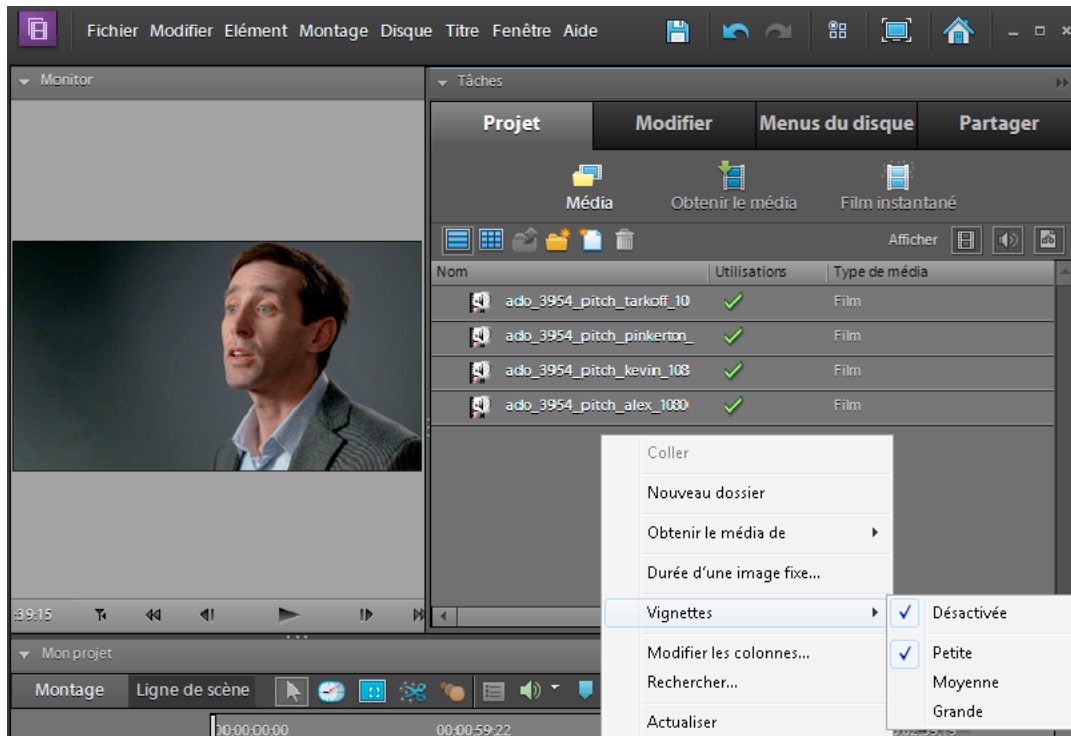 Fichier Modifier Elément Montage Disque Titre Fenêtre Aide
Monitor
Tâches
Projet Modifier Menus du disque Partager
Média Obtenir le média Film instantané
Afficher
Nom Utilisations Type de média
ado_3954_pitch_tarkoff_10 Film
ado_3954_pitch_pinkerton_ Film
ado_3954_pitch_kevin_108 Film
ado_3954_pitch_alex_1080 Film
Coller
Nouveau dossier
Obtenir le média de
Durée d'une image fixe...
:39:15
Vignettes Désactivée
Mon projet
Modifier les colonnes... Petite
Rechercher... Moyenne
Montage Ligne de scène
Grande
Actualiser
00:00:00:00 00:00:59:22